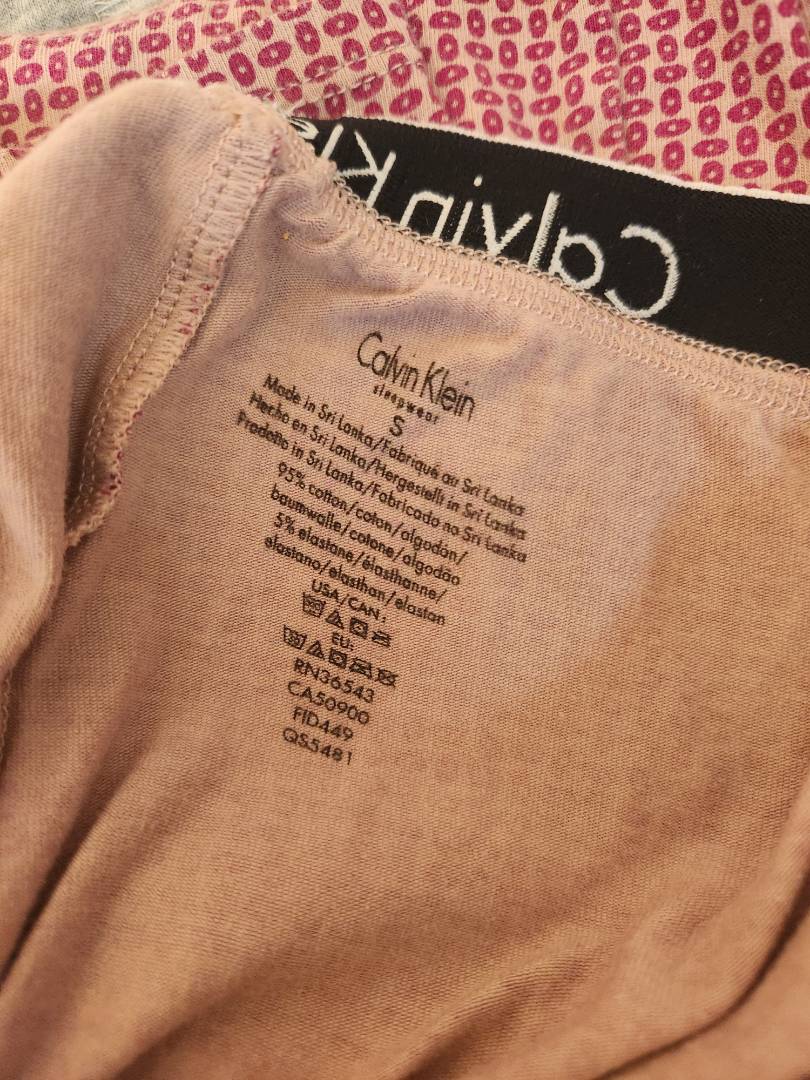 Calvin Kle
Calvin Klein
sleepwear
S
Made in Sri Lanka/Fabriqué au Sri Lanka
Hecho en Sri Lanka/Hergestellt in Sri Lanka
Prodotto in Sri Lanka/Fabricado no Sri Lanka
95% cotton/coton/algodón/
baumwolle/cotone/algodão
5% elastane/élasthanne/
elastano/elasthan/elastan
USA/CAN:
EU:
RN36543
CA50900
FID449
QS5481